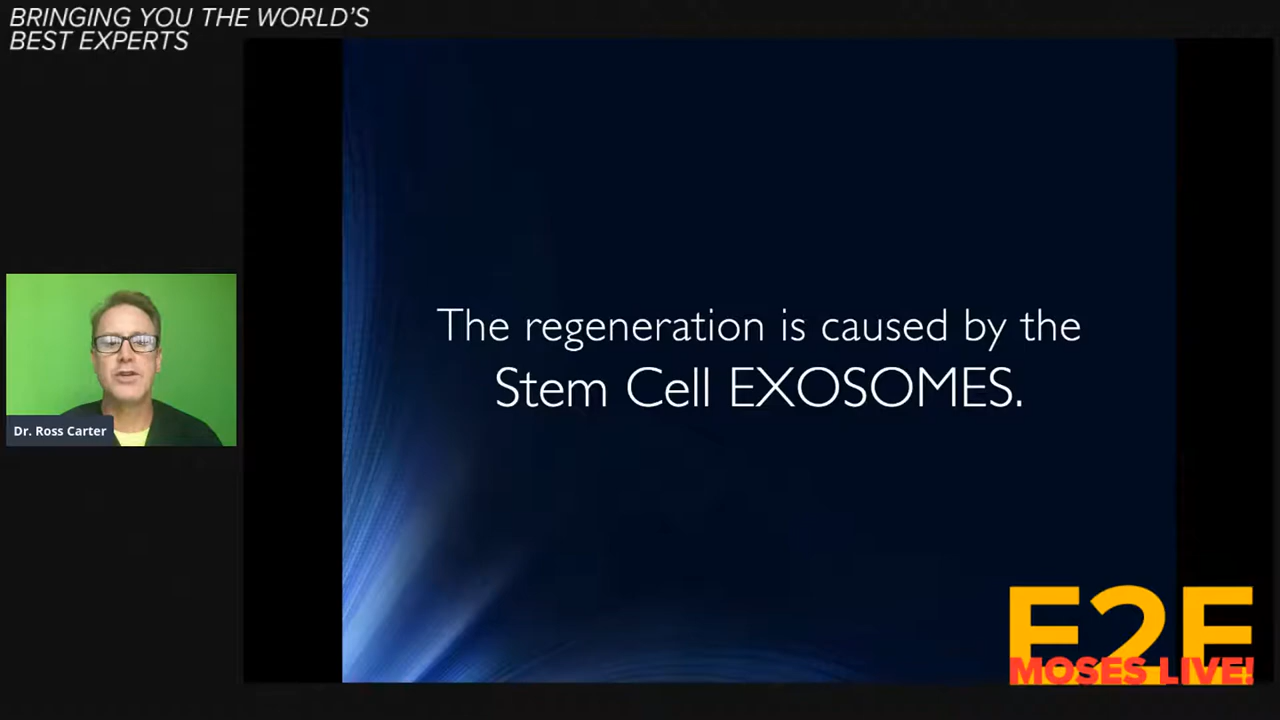 BRINGING YOU THE WORLD'S
BEST EXPERTS
The regeneration is caused by the
Stem Cell EXOSOMES.
Dr. Ross Carter
E2E
MOSES LIVE!